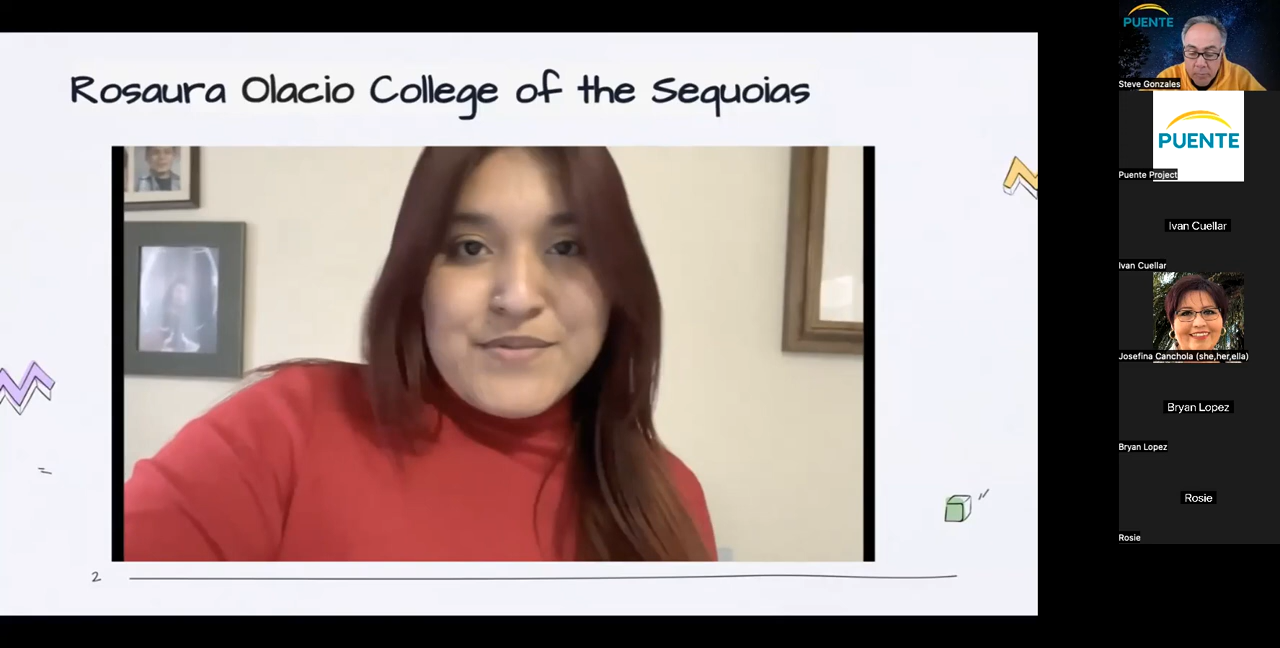 Rosaura Olacio College of the Sequoias
2
PUENTE
Steve Gonzales
PUENTE
Puente Project
Ivan Cuellar
Ivan Cuellar
Josefina Canchola (she,her,ella)
Bryan Lopez
Bryan Lopez
Rosie
Rosie